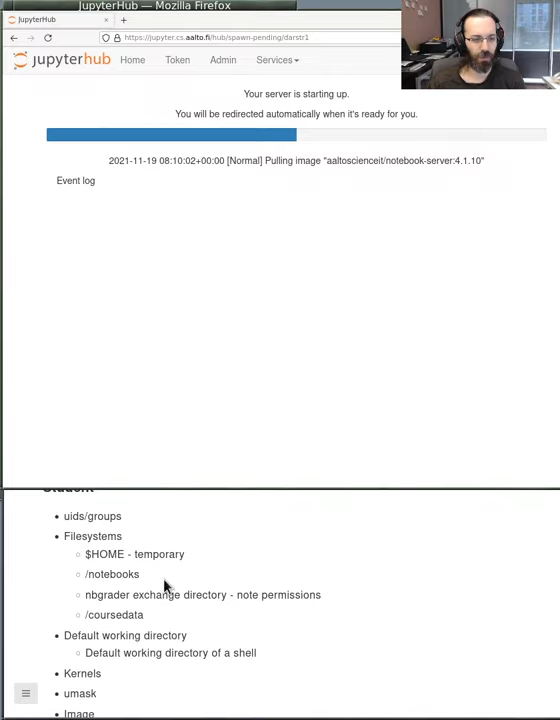 JupyterHub — Mozilla Firefox
JupyterHub × +
https://jupyter.cs.aalto.fi/hub/spawn-pending/darstr1
jupyterhub Home Token Admin Services
Your server is starting up.
You will be redirected automatically when it's ready for you.
2021-11-19 08:10:02+00:00 [Normal] Pulling image "aaltoscienceit/notebook-server:4.1.10"
Event log
Student
• uids/groups
• Filesystems
◦ $HOME - temporary
◦ /notebooks
◦ nbgrader exchange directory - note permissions
◦ /coursedata
• Default working directory
◦ Default working directory of a shell
• Kernels
• umask
• Image